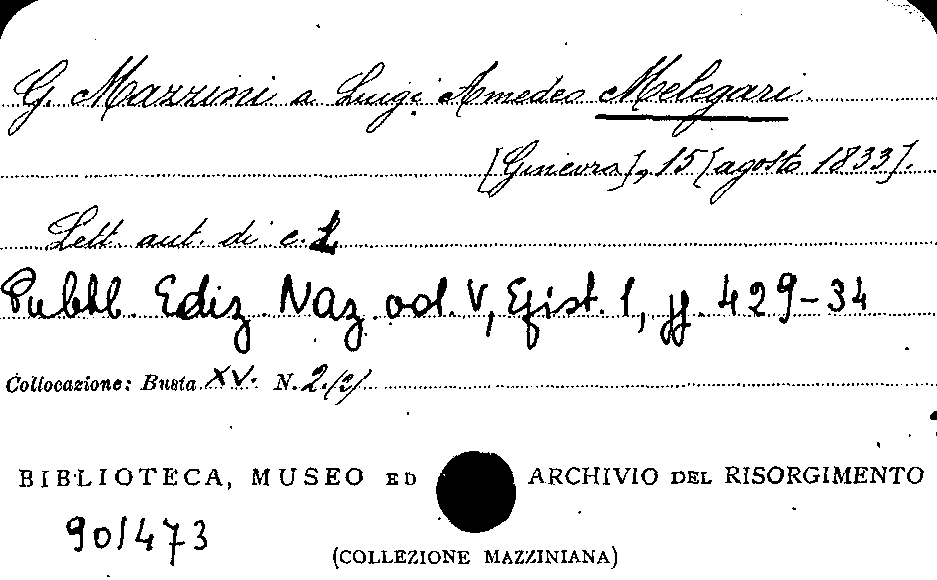 G. Mazzini a Luigi Amedeo Melegari.
[Ginevra], 15 [agosto 1833].
Lett. aut. di c. 2
Pubbl. Ediz. Naz. vol. V, Epist. I, pp. 429-34
Collocazione: Busta XV. N. 2/(2)
BIBLIOTECA, MUSEO ED ARCHIVIO DEL RISORGIMENTO
90/473
(COLLEZIONE MAZZINIANA)